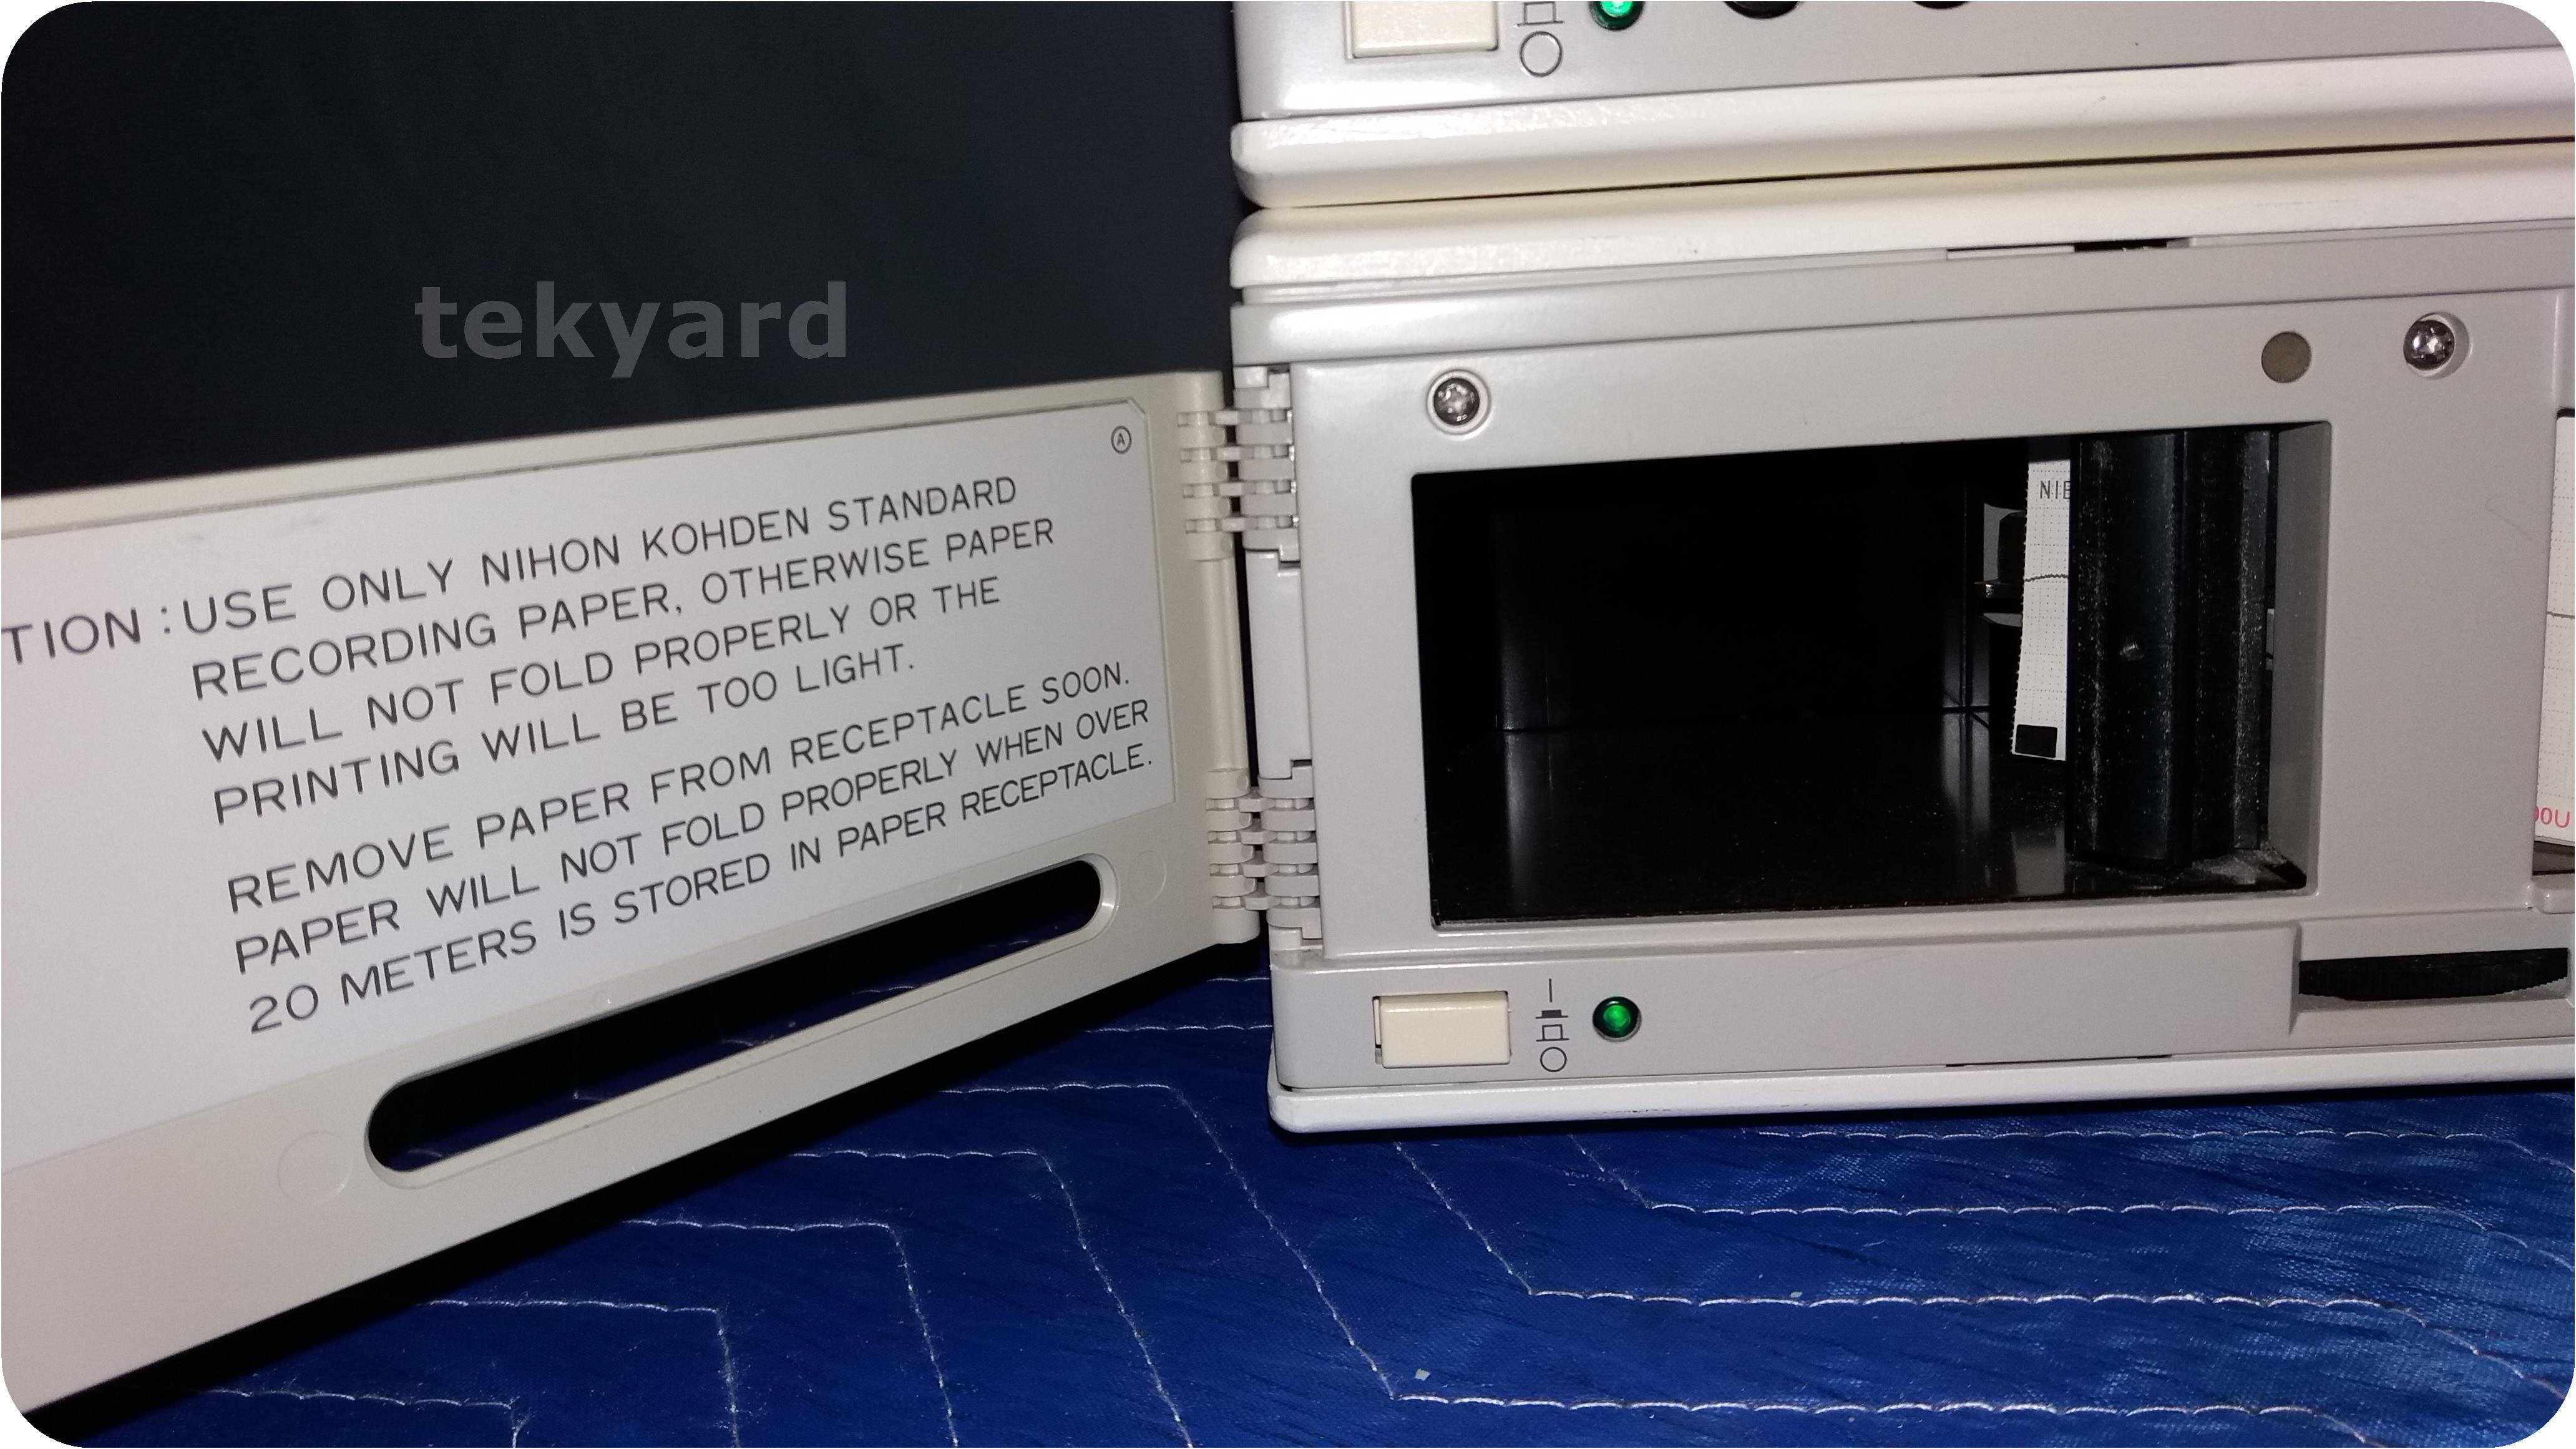 tekyard
A
TION : USE ONLY NIHON KOHDEN STANDARD
RECORDING PAPER, OTHERWISE PAPER
WILL NOT FOLD PROPERLY OR THE
PRINTING WILL BE TOO LIGHT.
REMOVE PAPER FROM RECEPTACLE SOON.
PAPER WILL NOT FOLD PROPERLY WHEN OVER
20 METERS IS STORED IN PAPER RECEPTACLE.